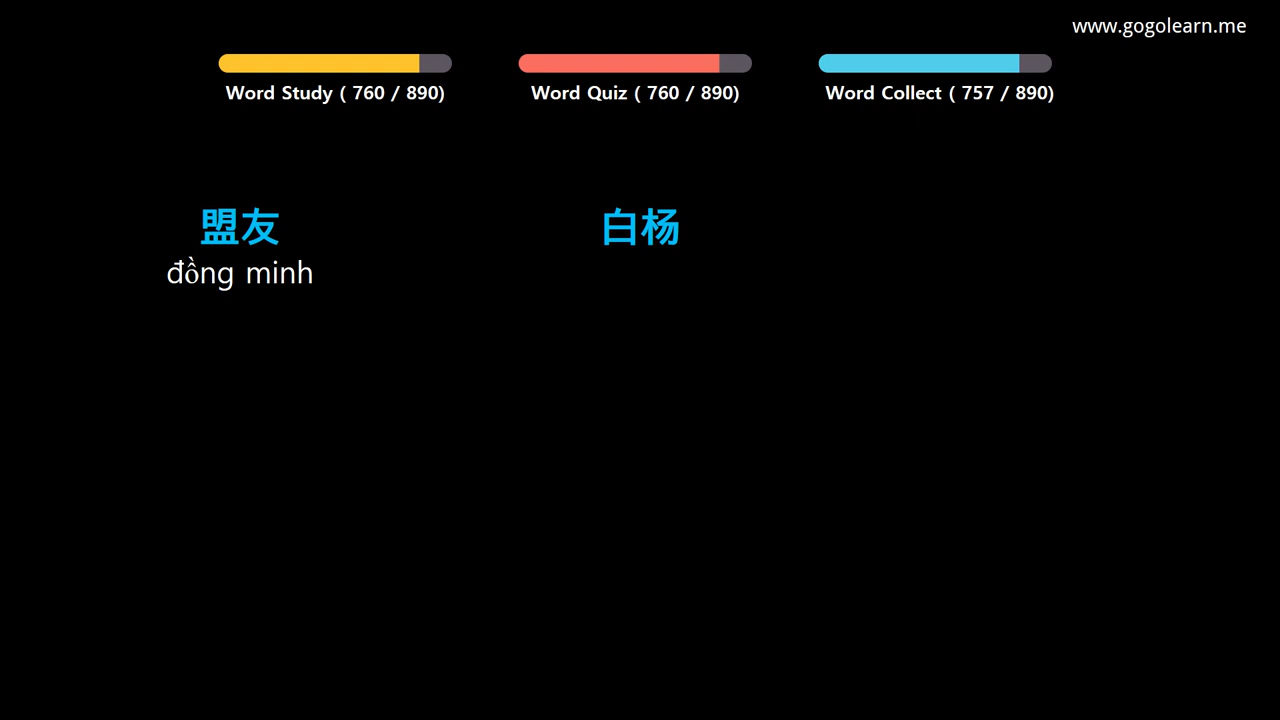 www.gogolearn.me
Word Study ( 760 / 890)
Word Quiz ( 760 / 890)
Word Collect ( 757 / 890)
盟友
đồng minh
白杨